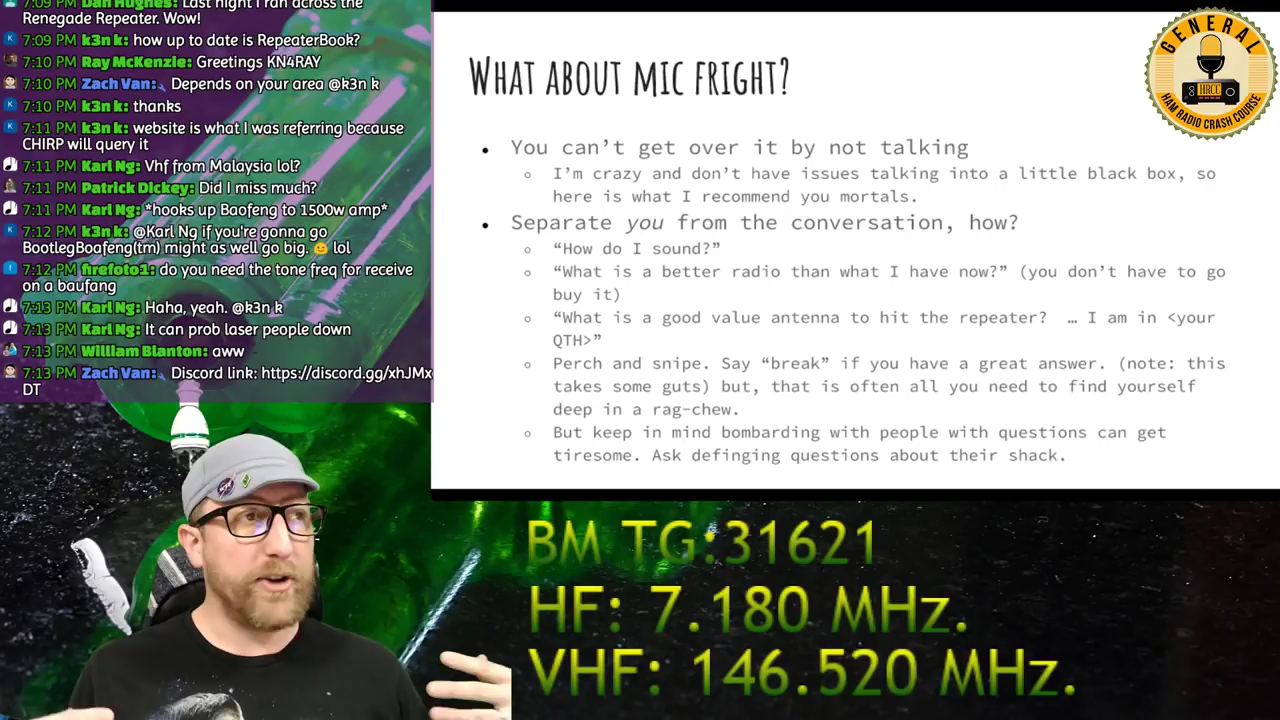 7:09 PM Dan Hughes: Last night I ran across the
Renegade Repeater. Wow!
7:09 PM k3n k: how up to date is RepeaterBook?
7:10 PM Ray McKenzie: Greetings KN4RAY
7:10 PM Zach Van: Depends on your area @k3n k
7:10 PM k3n k: thanks
7:11 PM k3n k: website is what I was referring because
CHIRP will query it
7:11 PM Karl Ng: Vhf from Malaysia lol?
7:11 PM Patrick Dickey: Did I miss much?
7:11 PM Karl Ng: *hooks up Baofeng to 1500w amp*
7:12 PM k3n k: @Karl Ng if you're gonna go
BootlegBoafeng(tm) might as well go big. 🙂 lol
7:12 PM firefoto1: do you need the tone freq for receive
on a baufang
7:13 PM Karl Ng: Haha, yeah. @k3n k
7:13 PM Karl Ng: It can prob laser people down
7:13 PM William Blanton: aww
7:13 PM Zach Van: Discord link: https://discord.gg/xhJMx
DT
WHAT ABOUT MIC FRIGHT?
GENERAL
HRCC
HAM RADIO CRASH COURSE
• You can't get over it by not talking
○ I'm crazy and don't have issues talking into a little black box, so
here is what I recommend you mortals.
• Separate you from the conversation, how?
○ “How do I sound?”
○ “What is a better radio than what I have now?” (you don't have to go
buy it)
○ “What is a good value antenna to hit the repeater? … I am in <your
QTH>”
○ Perch and snipe. Say “break” if you have a great answer. (note: this
takes some guts) but, that is often all you need to find yourself
deep in a rag-chew.
○ But keep in mind bombarding with people with questions can get
tiresome. Ask definging questions about their shack.
BM TG:31621
HF: 7.180 MHz.
VHF: 146.520 MHz.